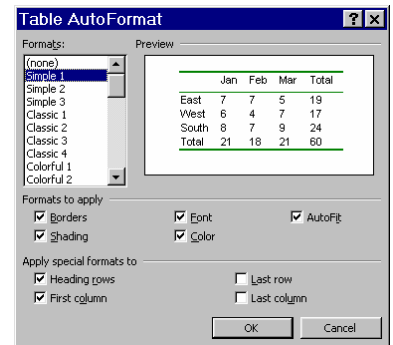 Table AutoFormat
Formats:
Preview
(none)
Simple 1
Simple 2
Simple 3
Classic 1
Classic 2
Classic 3
Classic 4
Colorful 1
Colorful 2
Jan Feb Mar Total
East 7 7 5 19
West 6 4 7 17
South 8 7 9 24
Total 21 18 21 60
Formats to apply
Borders Font AutoFit
Shading Color
Apply special formats to
Heading rows Last row
First column Last column
OK Cancel